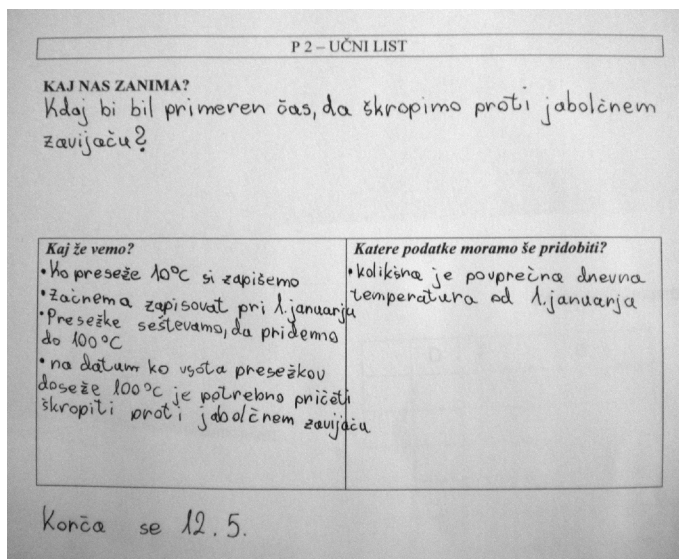 P 2 – UČNI LIST
KAJ NAS ZANIMA?
Kdaj bi bil primeren čas, da škropimo proti jabolčnem
zavijaču?
Kaj že vemo?
• Ko preseže 10°C si zapišemo
• začnema zapisovat pri 1. januarju
• Presežke seštevamo, da pridemo
do 100°C
• na datum ko vsota presežkov
doseže 100°C je potrebno pričeti
škropiti proti jabolčnem zavijaču
Katere podatke moramo še pridobiti?
• kolikšna je povprečna dnevna
temperatura od 1. januarja
Konča se 12.5.